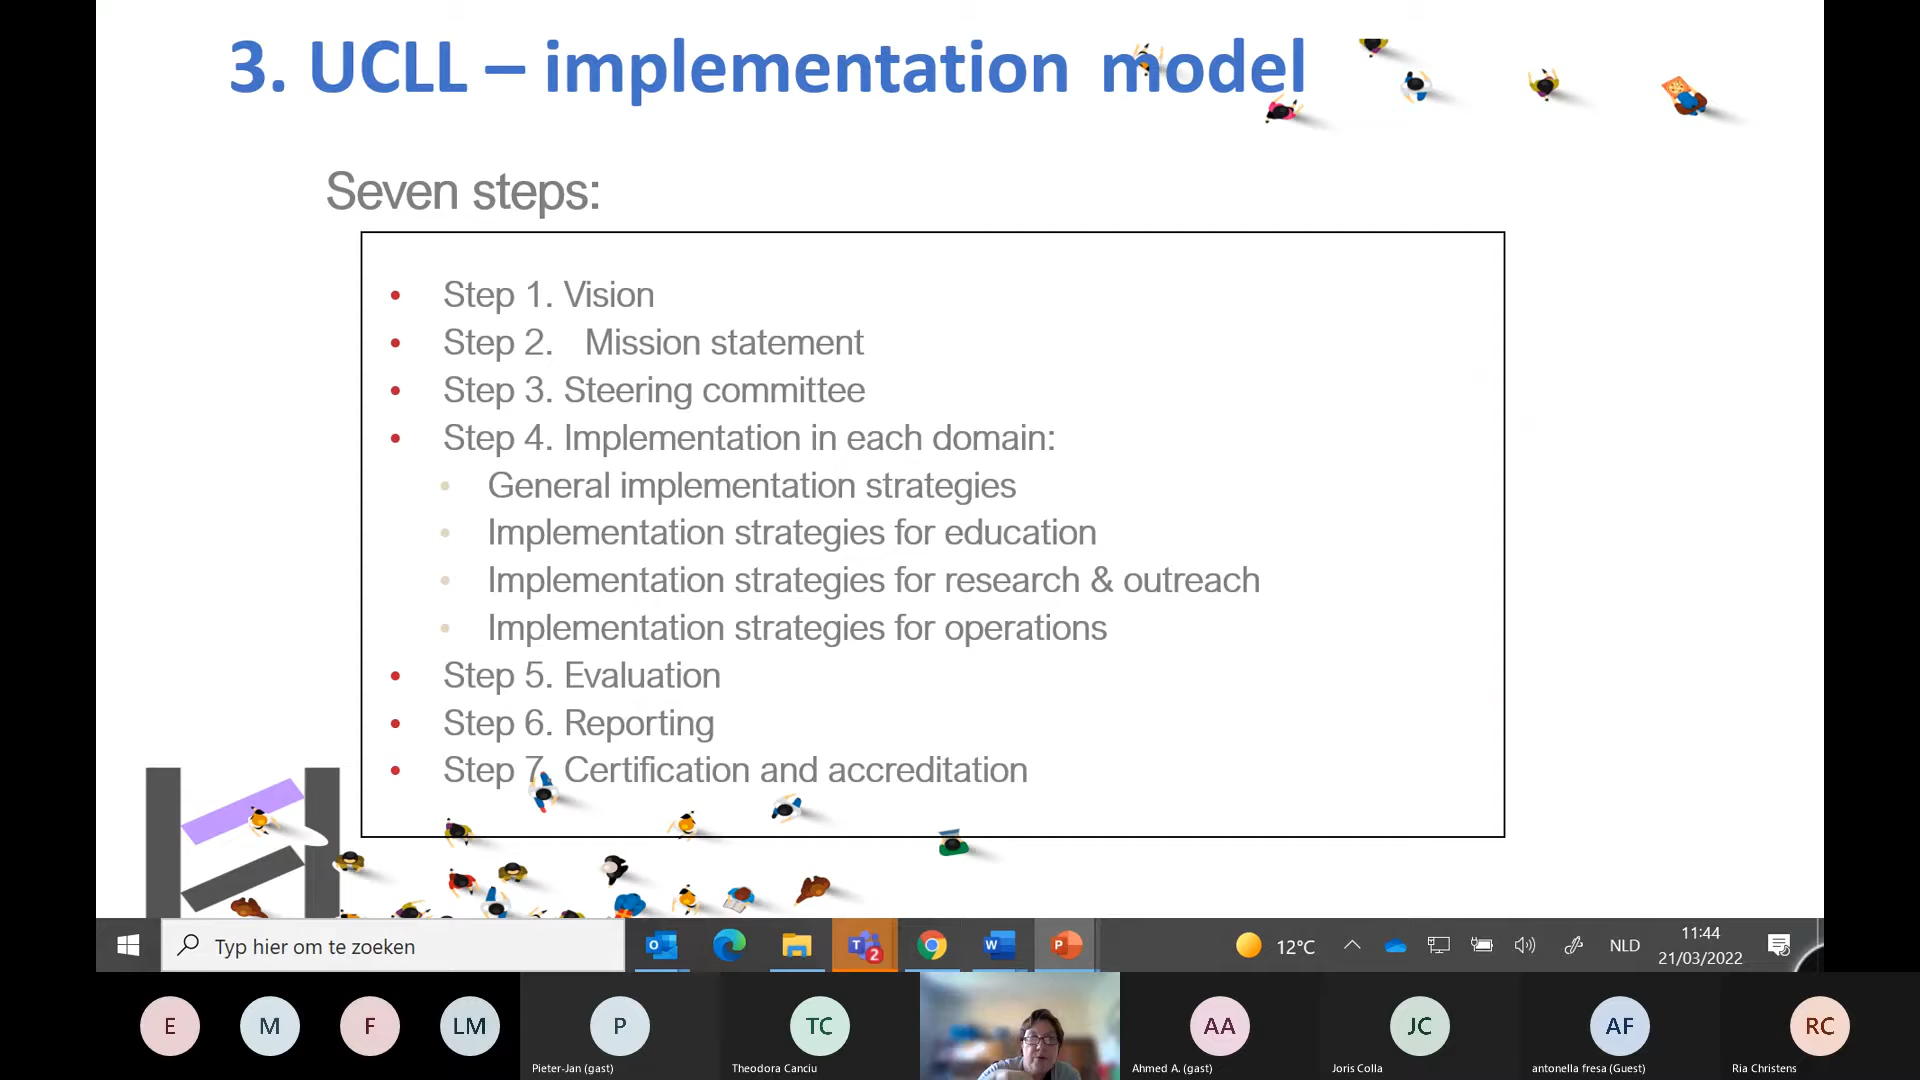 3. UCLL – implementation model
Seven steps:
• Step 1. Vision
• Step 2. Mission statement
• Step 3. Steering committee
• Step 4. Implementation in each domain:
• General implementation strategies
• Implementation strategies for education
• Implementation strategies for research & outreach
• Implementation strategies for operations
• Step 5. Evaluation
• Step 6. Reporting
• Step 7. Certification and accreditation
Typ hier om te zoeken
2
12°C
NLD
11:44
21/03/2022
E
M
F
LM
P
TC
AA
JC
AF
RC
Pieter-Jan (gast)
Theodora Canciu
Ahmed A. (gast)
Joris Colla
antonella fresa (Guest)
Ria Christens